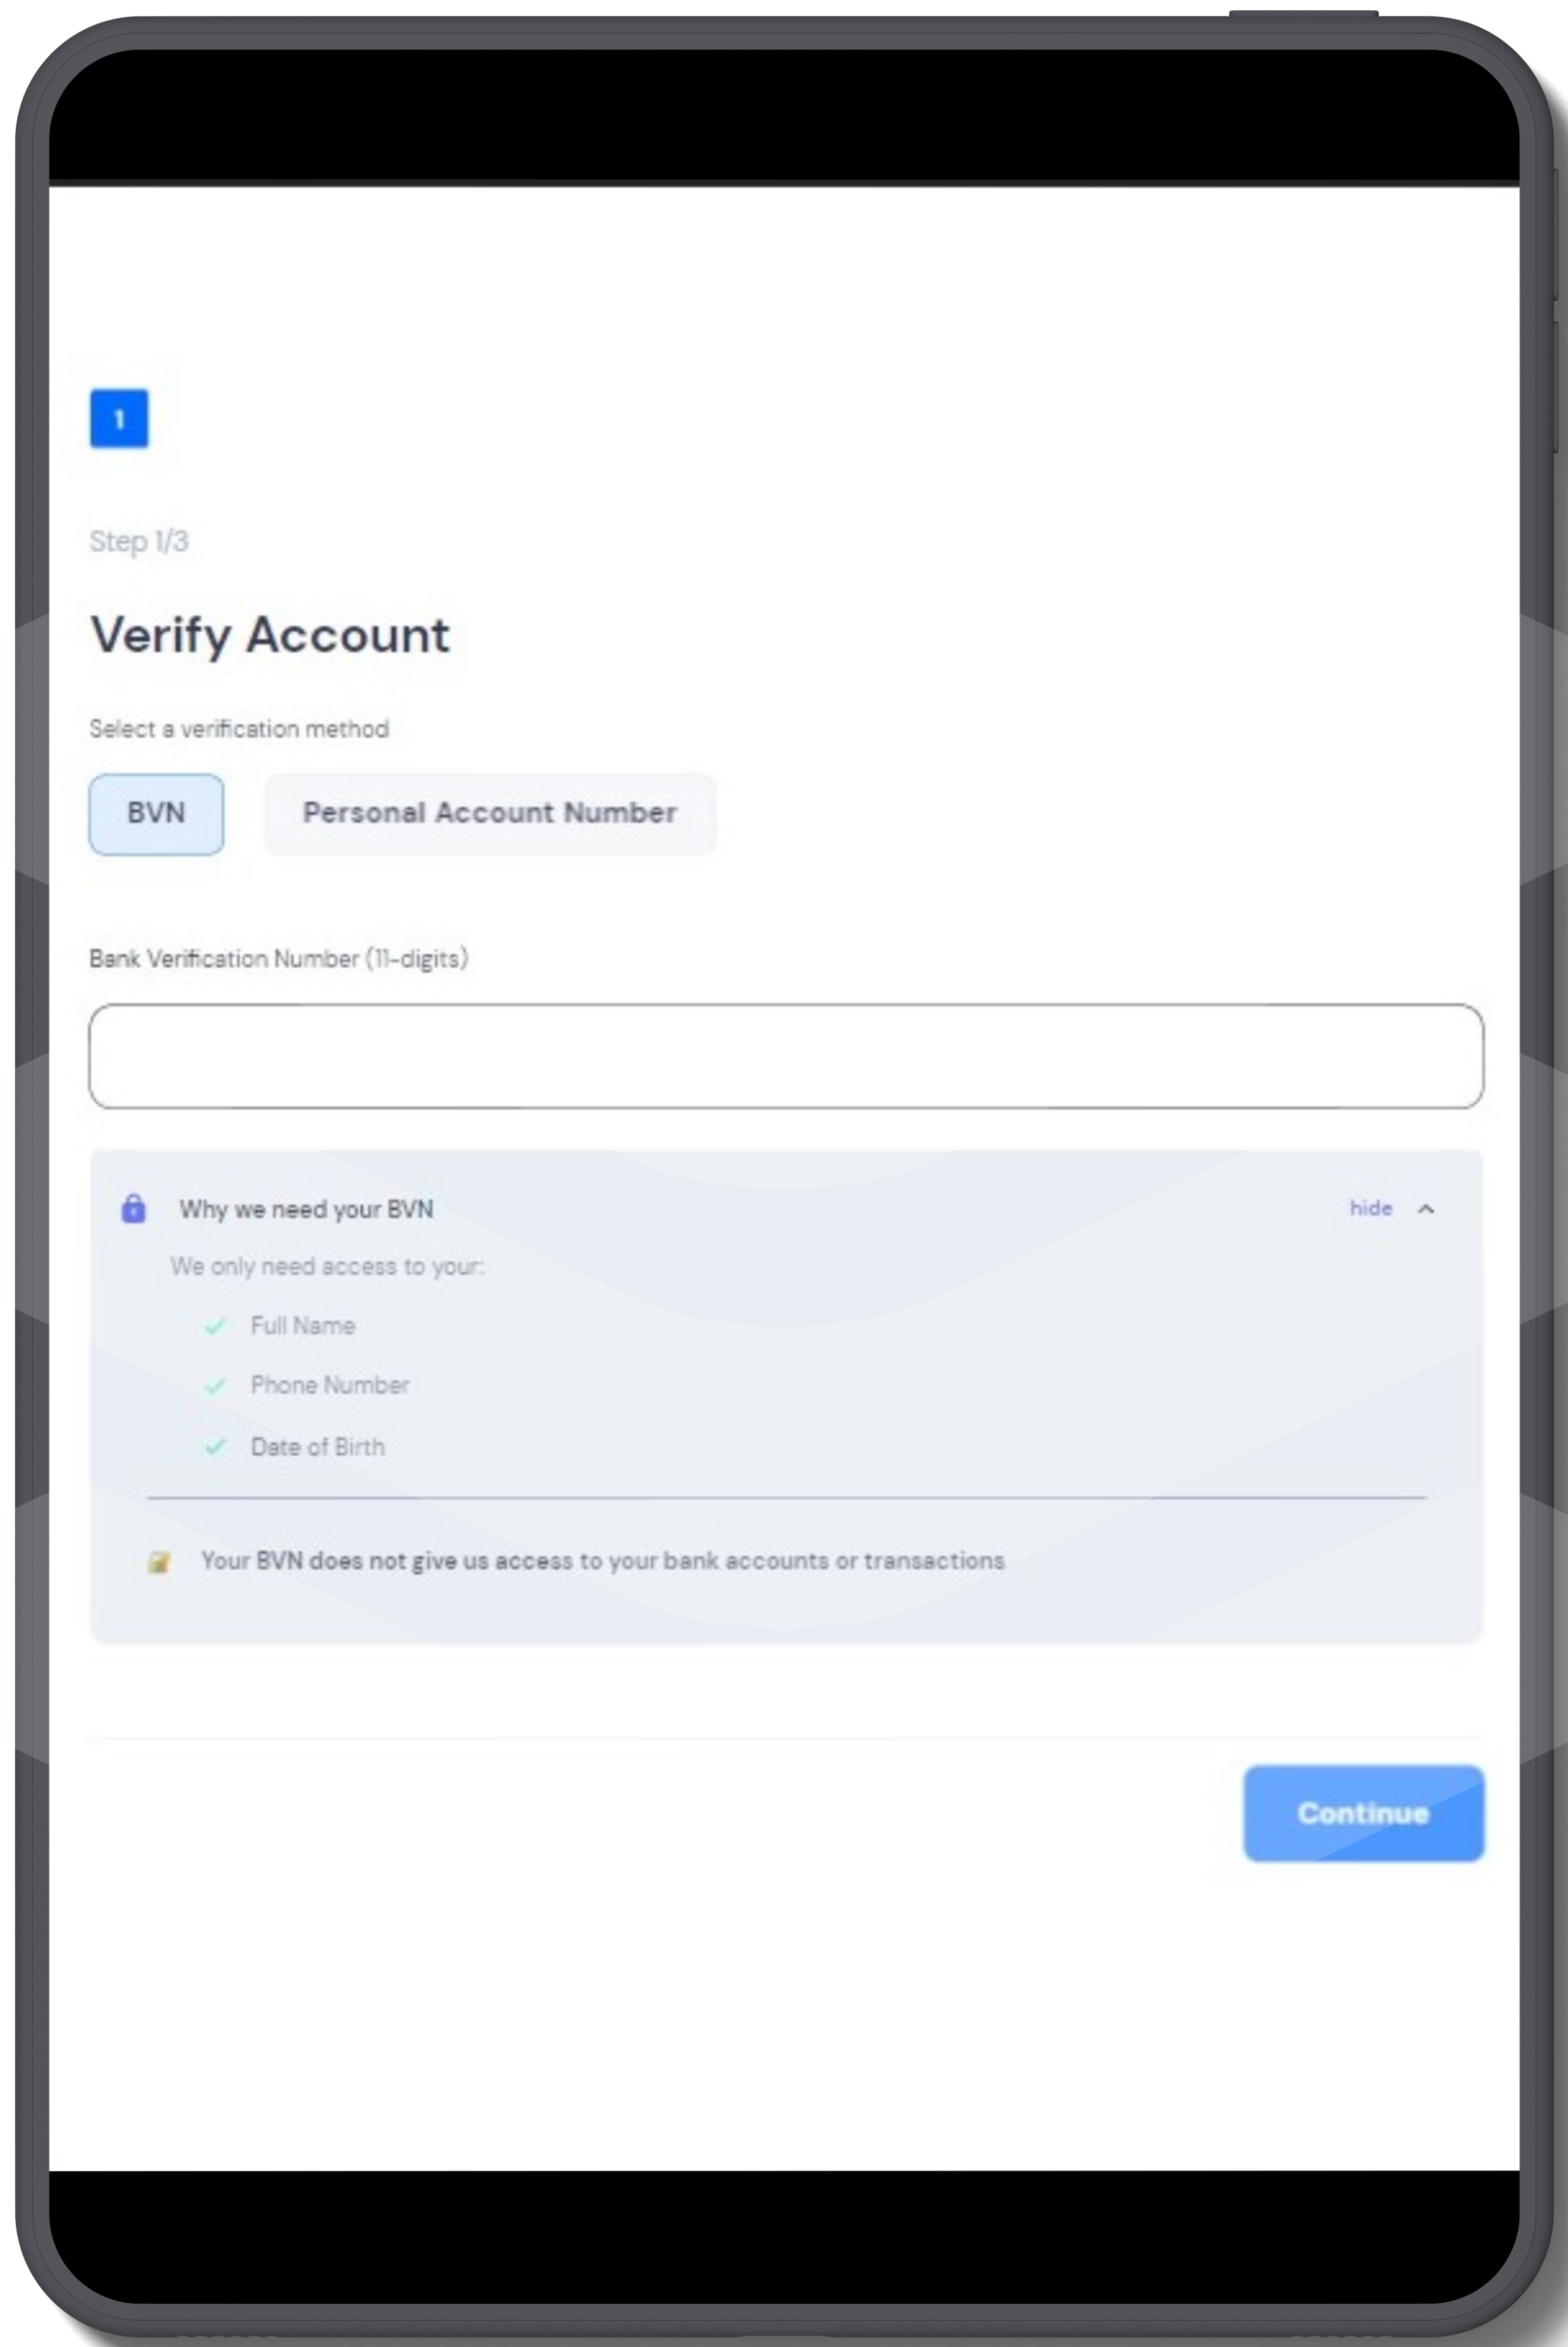 1
Step 1/3
Verify Account
Select a verification method
BVN Personal Account Number
Bank Verification Number (11-digits)
Why we need your BVN hide
We only need access to your:
Full Name
Phone Number
Date of Birth
Your BVN does not give us access to your bank accounts or transactions
Continue